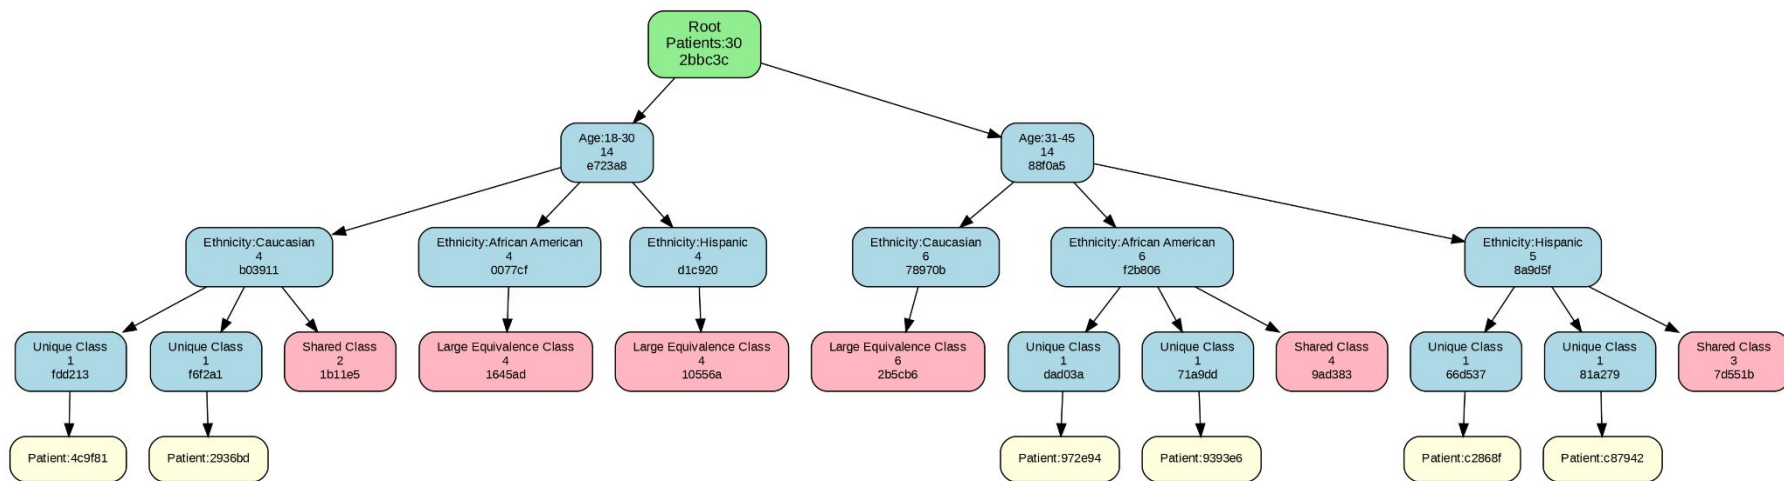 Root
Patients:30
2bbc3c
Age:18-30
14
e723a8
Age:31-45
14
88f0a5
Ethnicity:Caucasian
4
b03911
Ethnicity:African American
4
0077cf
Ethnicity:Hispanic
4
d1c920
Ethnicity:Caucasian
6
78970b
Ethnicity:African American
6
f2b806
Ethnicity:Hispanic
5
8a9d5f
Unique Class
1
fdd213
Unique Class
1
f6f2a1
Shared Class
2
1b11e5
Large Equivalence Class
4
1645ad
Large Equivalence Class
4
10556a
Large Equivalence Class
6
2b5cb6
Unique Class
1
dad03a
Unique Class
1
71a9dd
Shared Class
4
9ad383
Unique Class
1
66d537
Unique Class
1
81a279
Shared Class
3
7d551b
Patient:4c9f81
Patient:2936bd
Patient:972e94
Patient:9393e6
Patient:c2868f
Patient:c87942